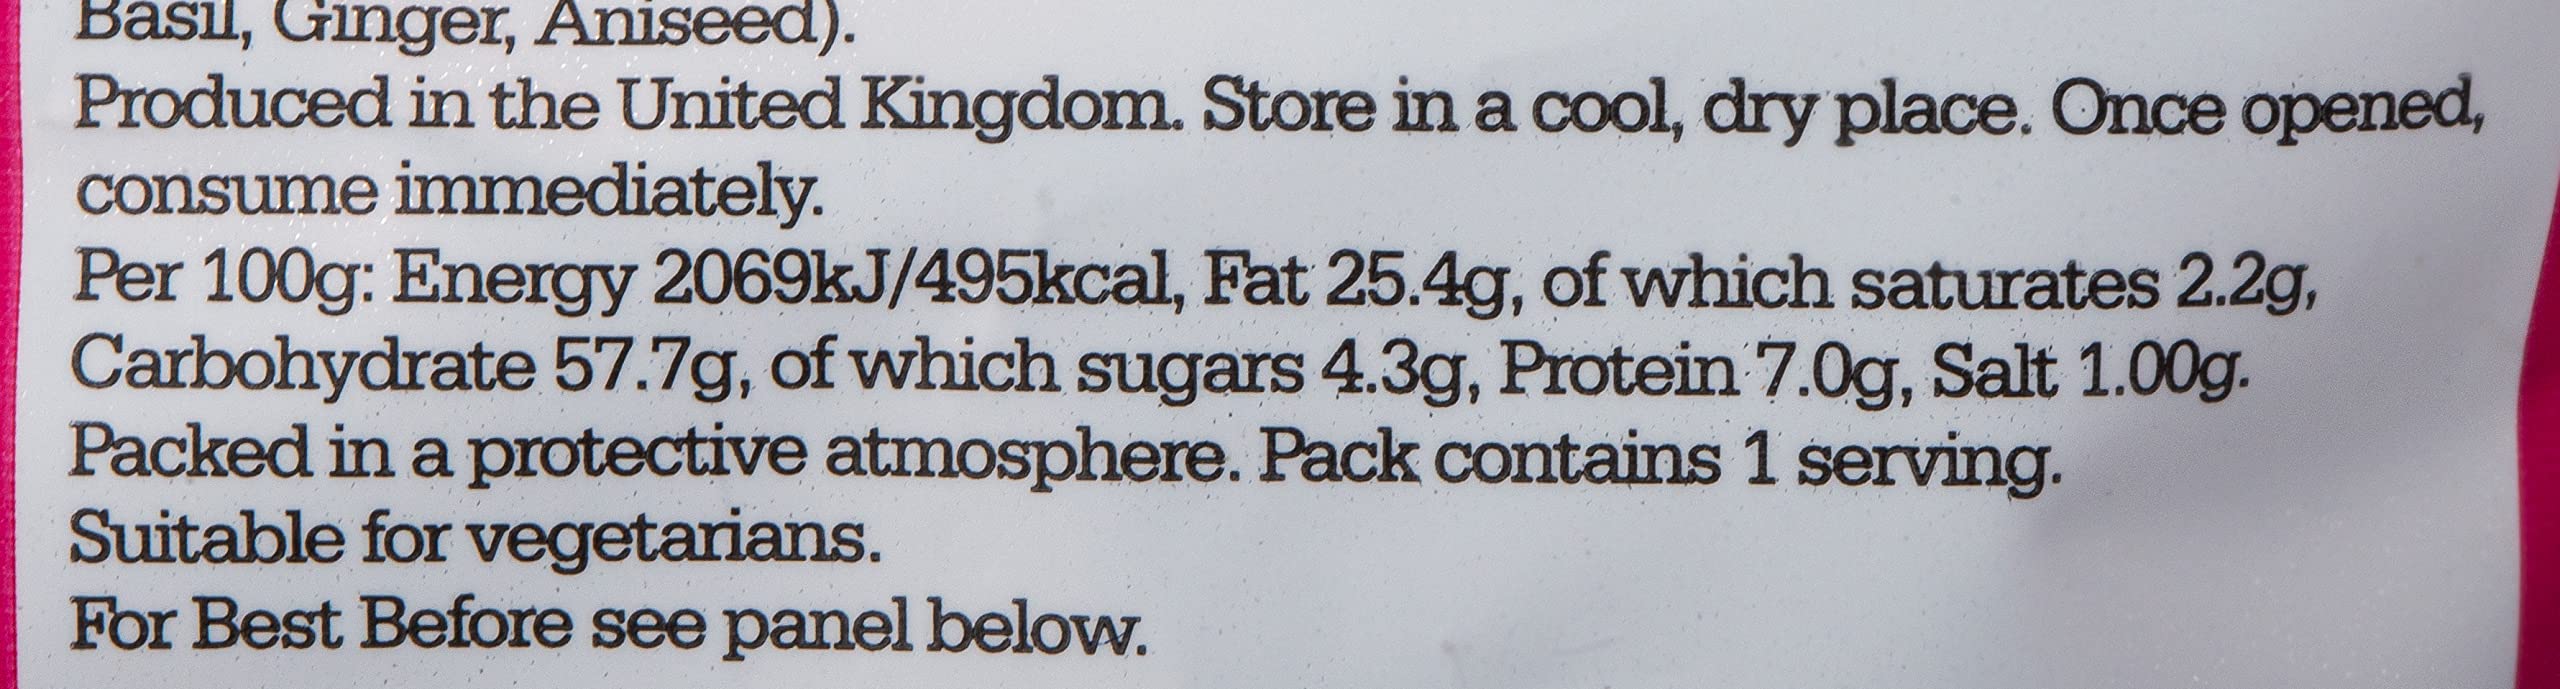 Basil, Ginger, Aniseed).
Produced in the United Kingdom. Store in a cool, dry place. Once opened,
consume immediately.
Per 100g: Energy 2069kJ/495kcal, Fat 25.4g, of which saturates 2.2g,
Carbohydrate 57.7g, of which sugars 4.3g, Protein 7.0g, Salt 1.00g.
Packed in a protective atmosphere. Pack contains 1 serving.
Suitable for vegetarians.
For Best Before see panel below.